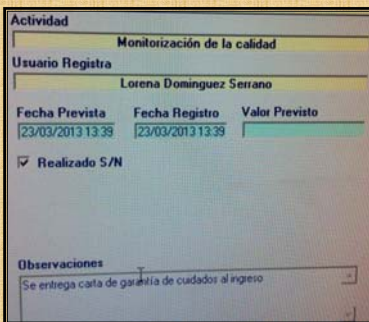 Actividad
Monitorización de la calidad
Usuario Registra
Lorena Dominguez Serrano
Fecha Prevista Fecha Registro Valor Previsto
23/03/2013 13:39 23/03/2013 13:39
Realizado S/N
Observaciones
Se entrega carta de garantía de cuidados al ingreso